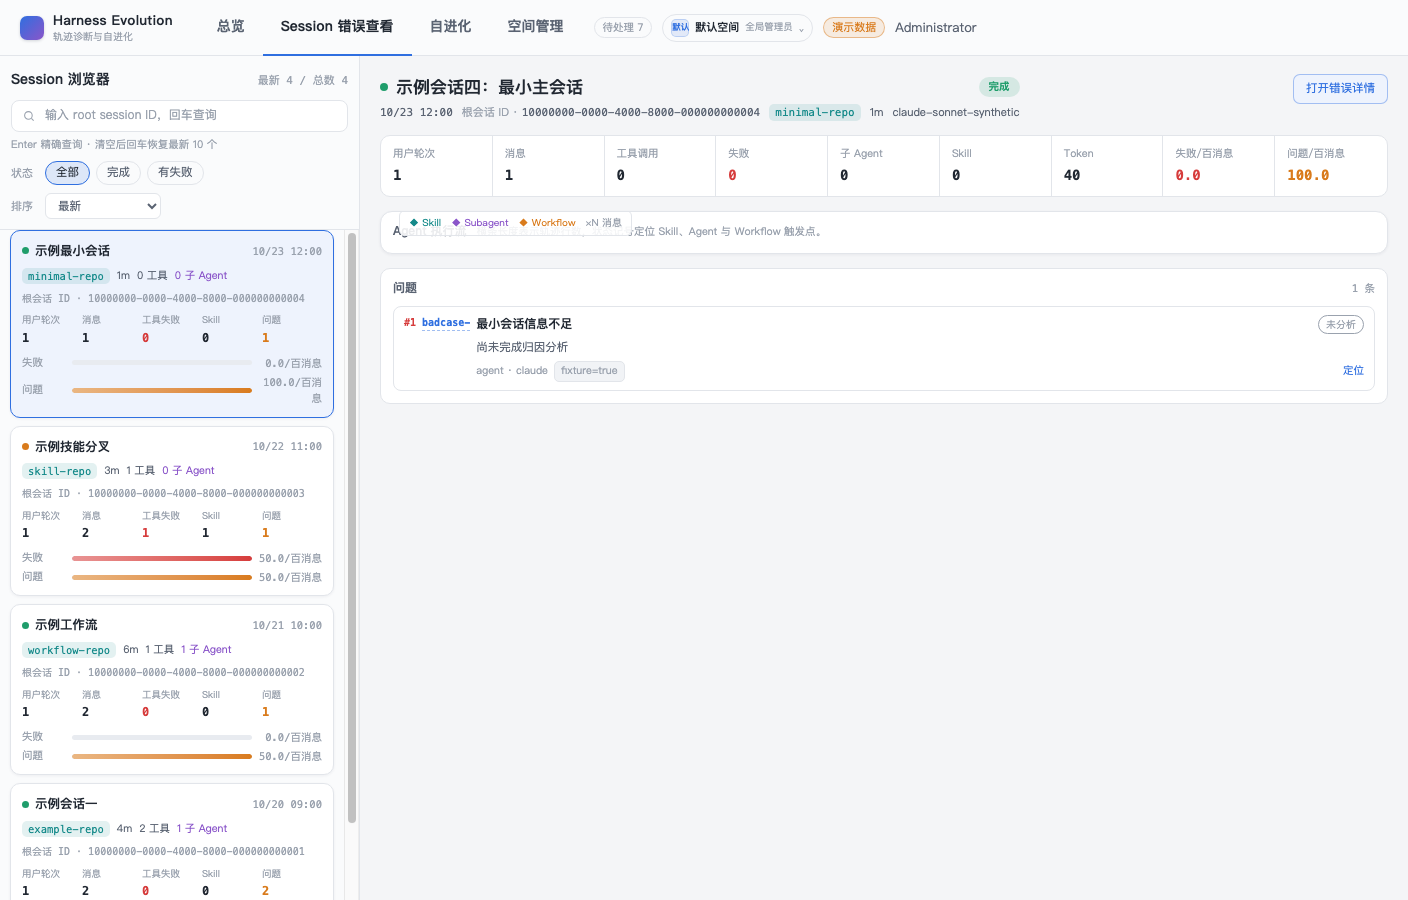 Harness Evolution
轨迹诊断与自进化
总览
Session 错误查看
自进化
空间管理
待处理 7
默认
默认空间
全局管理员
演示数据
Administrator
Session 浏览器
最新 4 / 总数 4
输入 root session ID，回车查询
Enter 精确查询 · 清空后回车恢复最新 10 个
状态
全部
完成
有失败
排序
最新
示例最小会话
10/23 12:00
minimal-repo
1m 0 工具 0 子 Agent
根会话 ID · 10000000-0000-4000-8000-000000000004
用户轮次 消息 工具失败 Skill 问题
1 1 0 0 1
失败 0.0/百消息
问题 100.0/百消息
示例技能分叉
10/22 11:00
skill-repo
3m 1 工具 0 子 Agent
根会话 ID · 10000000-0000-4000-8000-000000000003
用户轮次 消息 工具失败 Skill 问题
1 2 1 1 1
失败 50.0/百消息
问题 50.0/百消息
示例工作流
10/21 10:00
workflow-repo
6m 1 工具 1 子 Agent
根会话 ID · 10000000-0000-4000-8000-000000000002
用户轮次 消息 工具失败 Skill 问题
1 2 0 0 1
失败 0.0/百消息
问题 50.0/百消息
示例会话一
10/20 09:00
example-repo
4m 2 工具 1 子 Agent
根会话 ID · 10000000-0000-4000-8000-000000000001
用户轮次 消息 工具失败 Skill 问题
1 2 0 0 2
示例会话四：最小主会话
完成
打开错误详情
10/23 12:00 根会话 ID · 10000000-0000-4000-8000-000000000004 minimal-repo 1m claude-sonnet-synthetic
用户轮次 消息 工具调用 失败 子 Agent Skill Token 失败/百消息 问题/百消息
1 1 0 0 0 0 40 0.0 100.0
Skill Subagent Workflow ×N 消息
定位 Skill、Agent 与 Workflow 触发点。
问题
1 条
#1 badcase- 最小会话信息不足
未分析
尚未完成归因分析
agent · claude fixture=true
定位